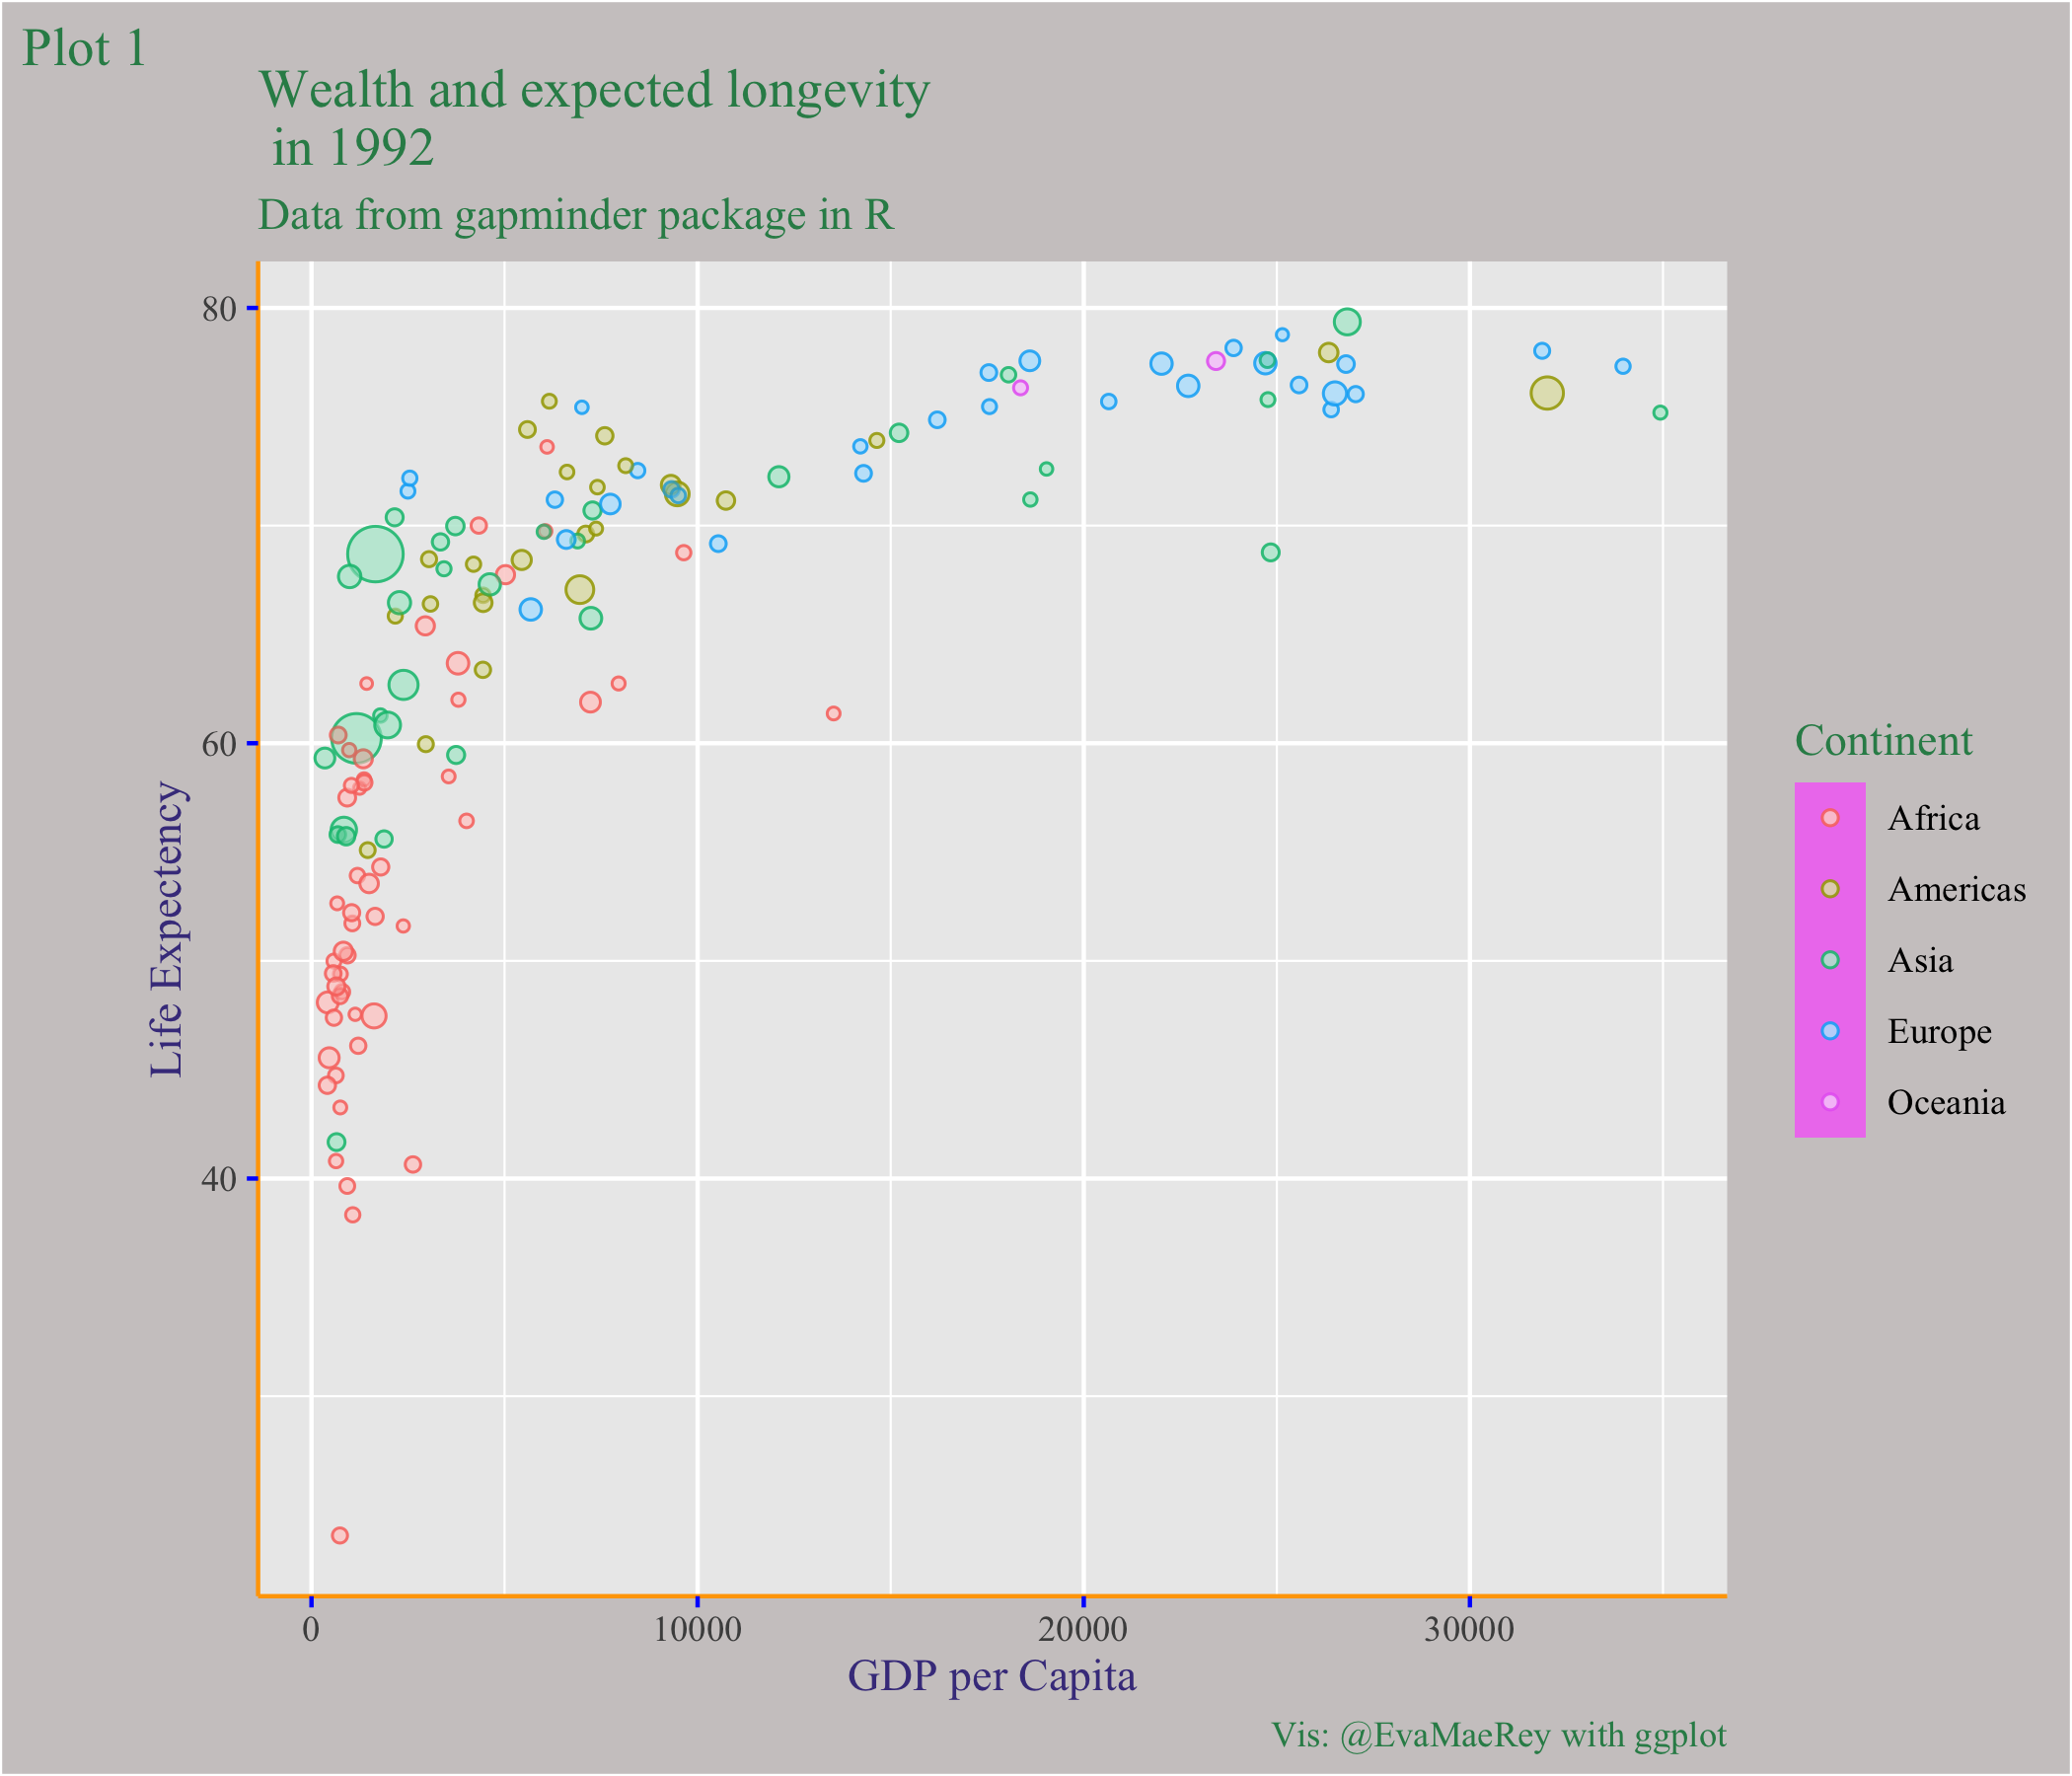 Plot 1
Wealth and expected longevity
in 1992
Data from gapminder package in R
80
60
40
Life Expectency
0 10000 20000 30000
GDP per Capita
Continent
Africa
Americas
Asia
Europe
Oceania
Vis: @EvaMaeRey with ggplot